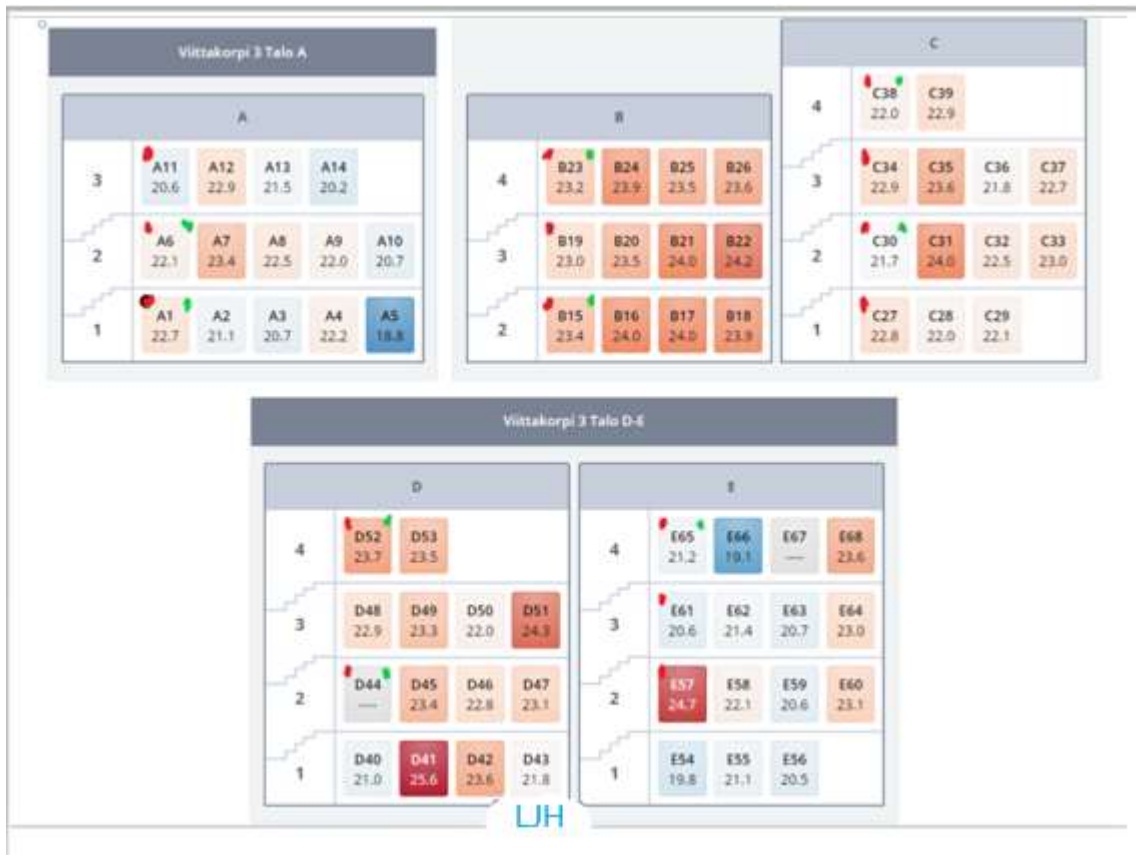 Viittakorpi 3 Talo A
A
3
A11 A12 A13 A14
20.6 22.9 21.5 20.2
2
A6 A7 A8 A9 A10
22.1 23.4 22.5 22.0 20.7
1
A1 A2 A3 A4 A5
22.7 21.1 20.7 22.2 18.8
B
4
B23 B24 B25 B26
23.2 23.9 23.5 23.6
3
B19 B20 B21 B22
23.0 23.5 24.0 24.2
2
B15 B16 B17 B18
23.4 24.0 24.0 23.9
C
4
C38 C39
22.0 22.9
3
C34 C35 C36 C37
22.9 23.6 21.8 22.7
2
C30 C31 C32 C33
21.7 24.0 22.5 23.0
1
C27 C28 C29
22.8 22.0 22.1
Viittakorpi 3 Talo D-E
D
4
D52 D53
23.7 23.5
3
D48 D49 D50 D51
22.9 23.3 22.0 24.3
2
D44 D45 D46 D47
— 23.4 22.8 23.1
1
D40 D41 D42 D43
21.0 25.6 23.6 21.8
E
4
E65 E66 E67 E68
21.2 19.1 — 23.6
3
E61 E62 E63 E64
20.6 21.4 20.7 23.0
2
E57 E58 E59 E60
24.7 22.1 20.6 23.1
1
E54 E55 E56
19.8 21.1 20.5
LJH